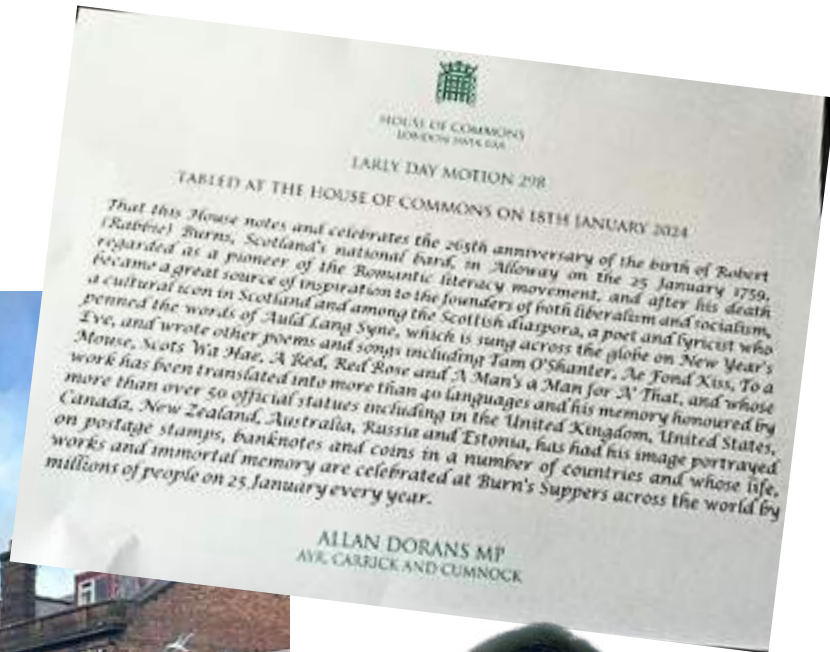 HOUSE OF COMMONS
LONDON SW1A 0AA
EARLY DAY MOTION 298
TABLED AT THE HOUSE OF COMMONS ON 18TH JANUARY 2024
That this House notes and celebrates the 265th anniversary of the birth of Robert
(Rabbie) Burns, Scotland's national bard, in Alloway on the 25 January 1759,
regarded as a pioneer of the Romantic literacy movement, and after his death
became a great source of inspiration to the founders of both liberalism and socialism,
a cultural icon in Scotland and among the Scottish diaspora, a poet and lyricist who
penned the words of Auld Lang Syne, which is sung across the globe on New Year's
Eve, and wrote other poems and songs including Tam O'Shanter, Ae Fond Kiss, To a
Mouse, Scots Wa Hae, A Red, Red Rose and A Man's a Man for A' That, and whose
work has been translated into more than 40 languages and his memory honoured by
more than over 50 official statues including in the United Kingdom, United States,
Canada, New Zealand, Australia, Russia and Estonia, has had his image portrayed
on postage stamps, banknotes and coins in a number of countries and whose life,
works and immortal memory are celebrated at Burn's Suppers across the world by
millions of people on 25 January every year.
ALLAN DORANS MP
AYR, CARRICK AND CUMNOCK